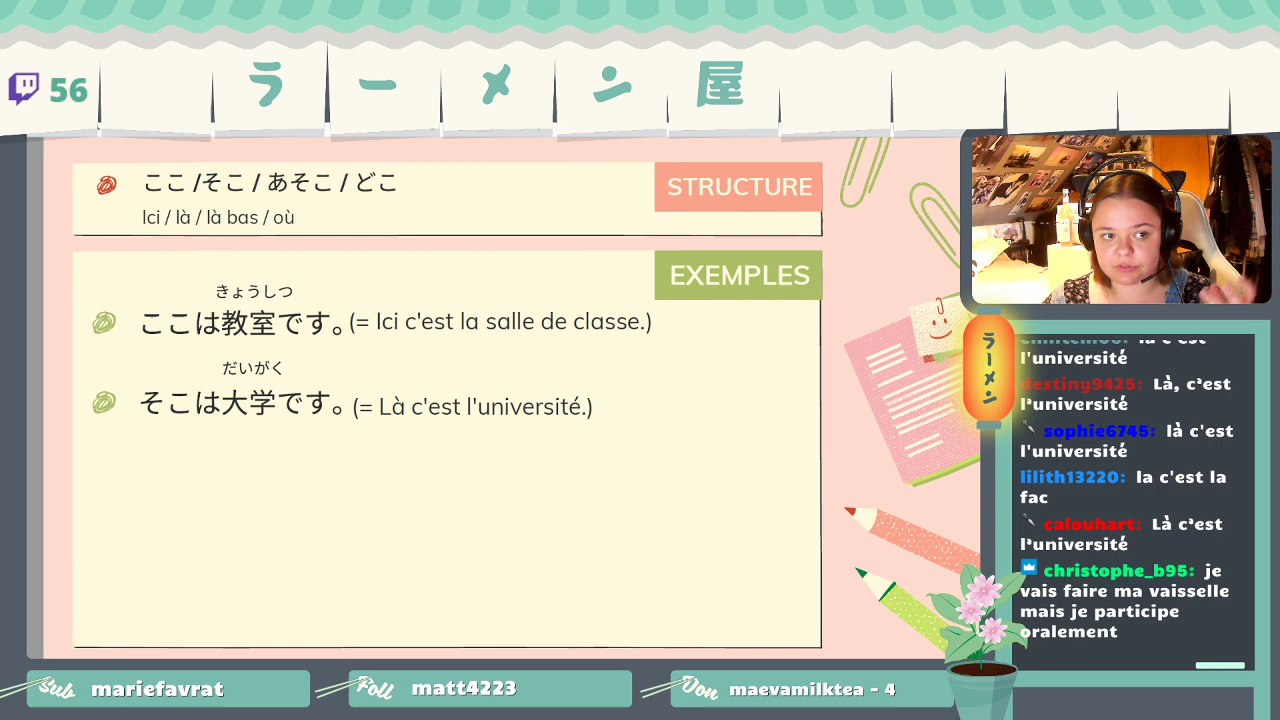 56
ラーメン屋
ここ /そこ / あそこ / どこ
Ici / là / là bas / où
STRUCTURE
EXEMPLES
きょうしつ
ここは教室です。(= Ici c'est la salle de classe.)
だいがく
そこは大学です。(= Là c'est l'université.)
ラーメン
l'université
destiny9425: Là, c'est
l'université
sophie6745: là c'est
l'université
lilith13220: la c'est la
fac
calouhart: Là c'est
l'université
christophe_b95: je
vais faire ma vaisselle
mais je participe
oralement
Sub mariefavrat
Foll matt4223
Don maevamilktea - 4